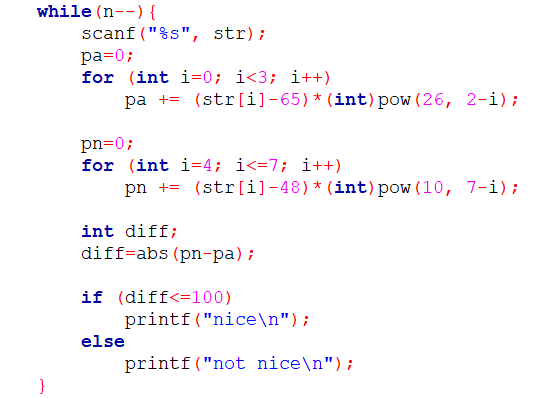 while(n--){
    scanf("%s", str);
    pa=0;
    for (int i=0; i<3; i++)
        pa += (str[i]-65)*(int)pow(26, 2-i);

    pn=0;
    for (int i=4; i<=7; i++)
        pn += (str[i]-48)*(int)pow(10, 7-i);

    int diff;
    diff=abs(pn-pa);

    if (diff<=100)
        printf("nice\n");
    else
        printf("not nice\n");
}